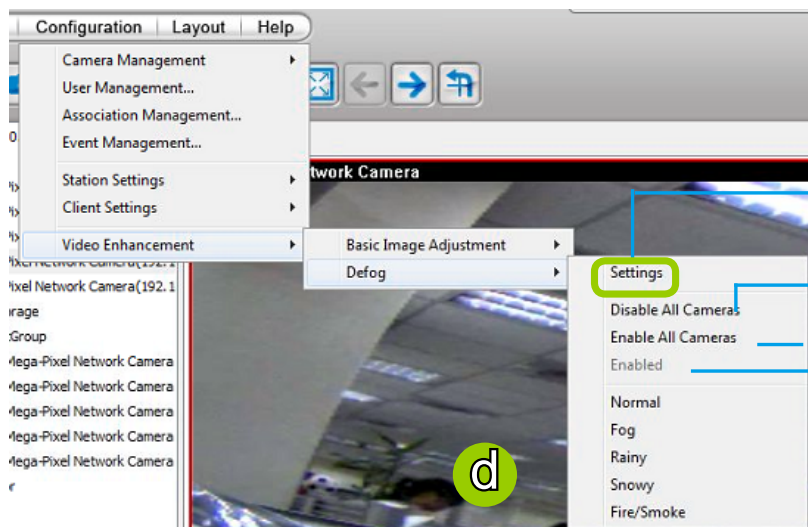 Configuration Layout Help
Camera Management
User Management...
Association Management...
Event Management...
Station Settings
Client Settings
Video Enhancement
Basic Image Adjustment
Defog
Settings
Disable All Cameras
Enable All Cameras
Enabled
Normal
Fog
Rainy
Snowy
Fire/Smoke
twork Camera
0.
ixel Network Camera(192.1
ixel Network Camera(192.1
rage
Group
Mega-Pixel Network Camera
Mega-Pixel Network Camera
Mega-Pixel Network Camera
Mega-Pixel Network Camera
Mega-Pixel Network Camera
d